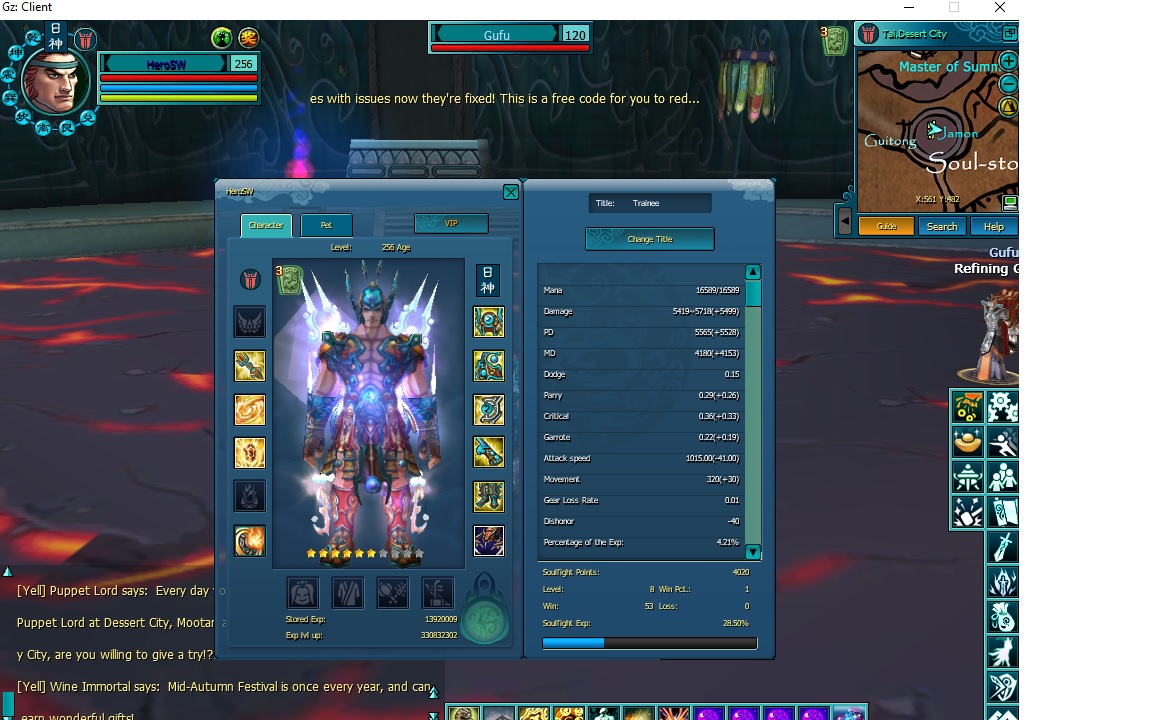 Gz: Client
日神
奖
HeroSW 256
Gufu 120
3
Tai.Desert City
es with issues now they're fixed! This is a free code for you to red...
Master of Summ
Jamon
Guitong
Soul-sto
X:561 Y:482
Guide Search Help
Gufu
Refining G
HeroSW
Character Pet VIP
Level: 256 Age
3
日神
Title: Trainee
Change Title
Mana 16589/16589
Damage 5419~5718(+5499)
PD 5565(+5528)
MD 4180(+4153)
Dodge 0.15
Parry 0.29(+0.26)
Critical 0.36(+0.33)
Garrote 0.22(+0.19)
Attack speed 1015.00(-41.00)
Movement 320(+30)
Gear Loss Rate 0.01
Dishonor -40
Percentage of the Exp: 4.21%
Soulfight Points: 4020
Level: 8 Win Pct.: 1
Win: 53 Loss: 0
Soulfight Exp: 28.50%
Stored Exp: 13920009
Exp lvl up: 330832302
[Yell] Puppet Lord says: Every day
Puppet Lord at Dessert City, Mootan
y City, are you willing to give a try!?
[Yell] Wine Immortal says: Mid-Autumn Festival is once every year, and can
earn wonderful gifts!